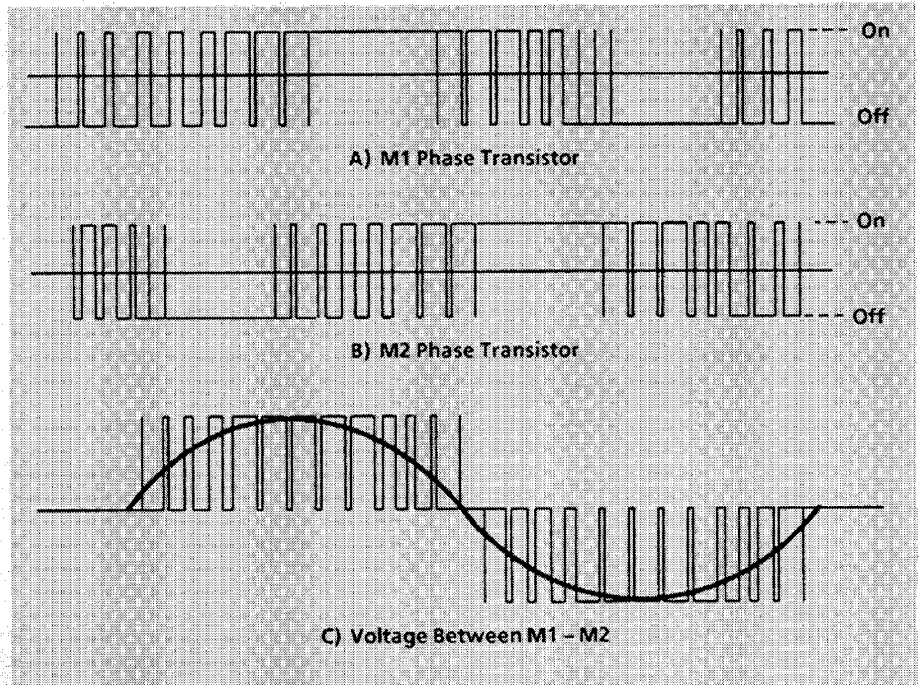 On
Off
A) M1 Phase Transistor
On
Off
B) M2 Phase Transistor
C) Voltage Between M1 – M2